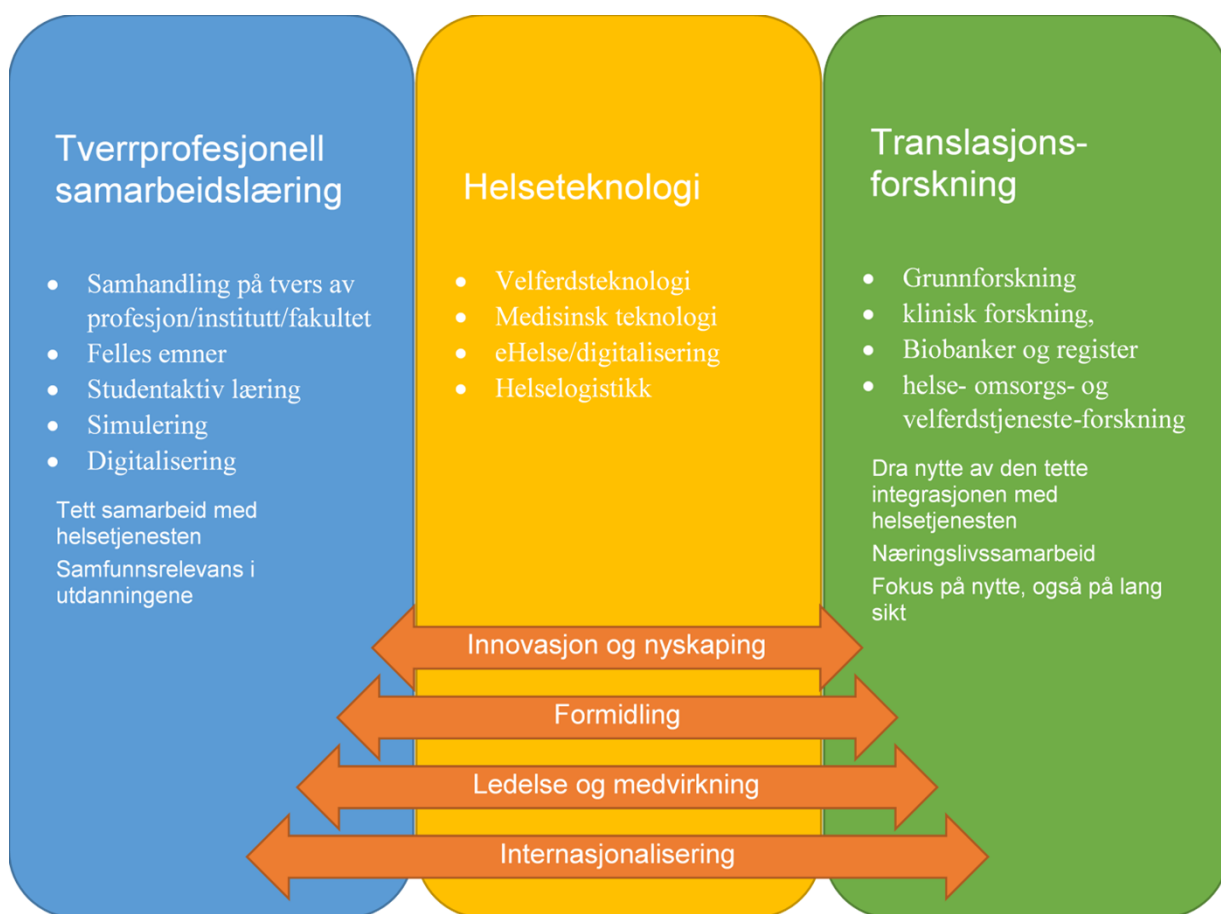 Tverrprofesjonell
samarbeidslæring
• Samhandling på tvers av
profesjon/institutt/fakultet
• Felles emner
• Studentaktiv læring
• Simulering
• Digitalisering
Tett samarbeid med
helsetjenesten
Samfunnsrelevans i
utdanningene
Helseteknologi
• Velferdsteknologi
• Medisinsk teknologi
• eHelse/digitalisering
• Helselogistikk
Translasjons-
forskning
• Grunnforskning
• klinisk forskning,
• Biobanker og register
• helse- omsorgs- og
velferdstjeneste-forskning
Dra nytte av den tette
integrasjonen med
helsetjenesten
Næringslivssamarbeid
Fokus på nytte, også på lang
sikt
Innovasjon og nyskaping
Formidling
Ledelse og medvirkning
Internasjonalisering